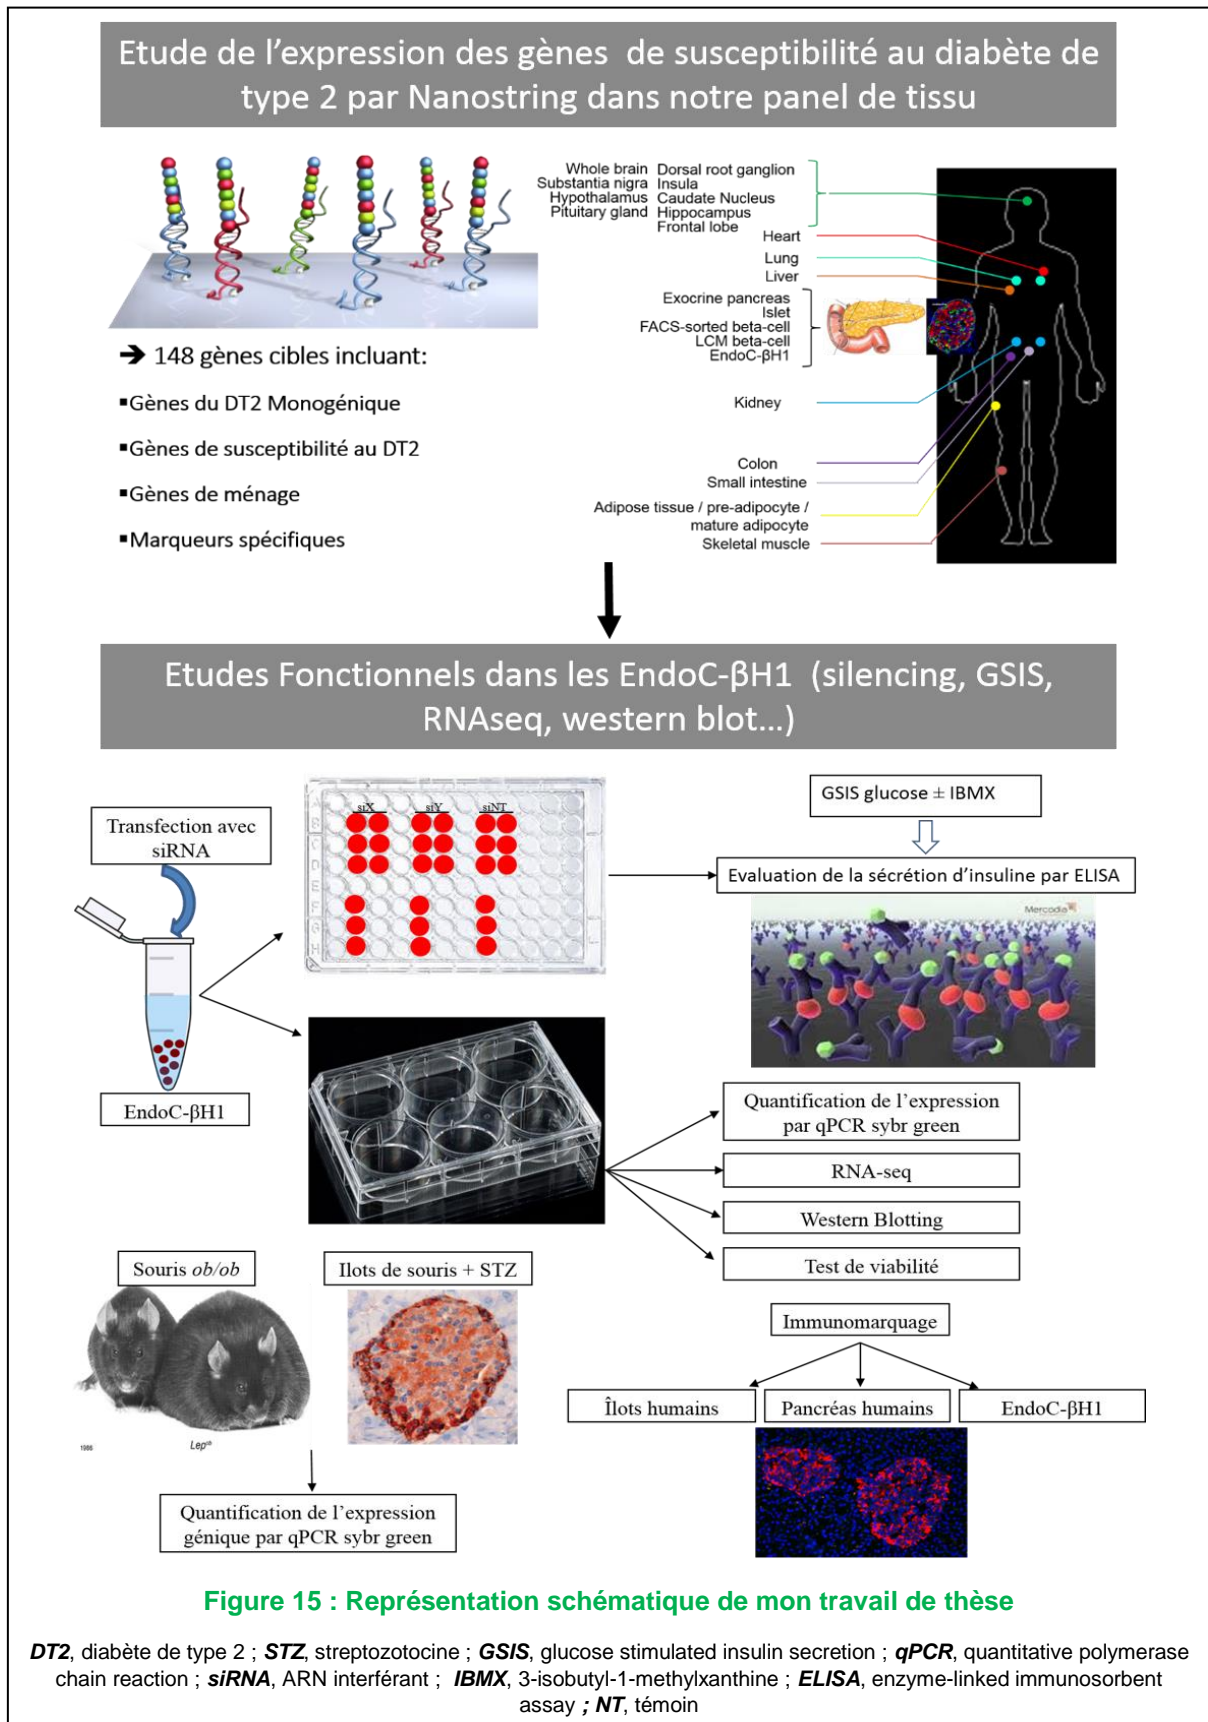 Etude de l'expression des gènes de susceptibilité au diabète de
type 2 par Nanostring dans notre panel de tissu
➔ 148 gènes cibles incluant:
▪Gènes du DT2 Monogénique
▪Gènes de susceptibilité au DT2
▪Gènes de ménage
▪Marqueurs spécifiques
Whole brain
Substantia nigra
Hypothalamus
Pituitary gland
Dorsal root ganglion
Insula
Caudate Nucleus
Hippocampus
Frontal lobe
Heart
Lung
Liver
Exocrine pancreas
Islet
FACS-sorted beta-cell
LCM beta-cell
EndoC-βH1
Kidney
Colon
Small intestine
Adipose tissue / pre-adipocyte /
mature adipocyte
Skeletal muscle
Etudes Fonctionnels dans les EndoC-βH1 (silencing, GSIS,
RNAseq, western blot...)
Transfection avec
siRNA
EndoC-βH1
siX siY siNT
A
B
C
D
E
F
G
H
GSIS glucose ± IBMX
Evaluation de la sécrétion d'insuline par ELISA
Mercodia
Quantification de l'expression
par qPCR sybr green
RNA-seq
Western Blotting
Test de viabilité
Souris ob/ob
Ilots de souris + STZ
1986
Lep^ob
Quantification de l'expression
génique par qPCR sybr green
Immunomarquage
Îlots humains
Pancréas humains
EndoC-βH1
Figure 15 : Représentation schématique de mon travail de thèse
DT2, diabète de type 2 ; STZ, streptozotocine ; GSIS, glucose stimulated insulin secretion ; qPCR, quantitative polymerase
chain reaction ; siRNA, ARN interférant ; IBMX, 3-isobutyl-1-methylxanthine ; ELISA, enzyme-linked immunosorbent
assay ; NT, témoin